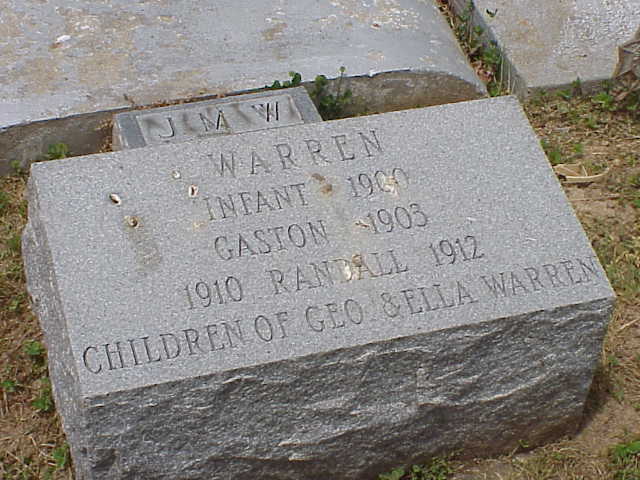 J M W
WARREN
INFANT 1900
GASTON 1903
1910 RANDALL 1912
CHILDREN OF GEO & ELLA WARREN